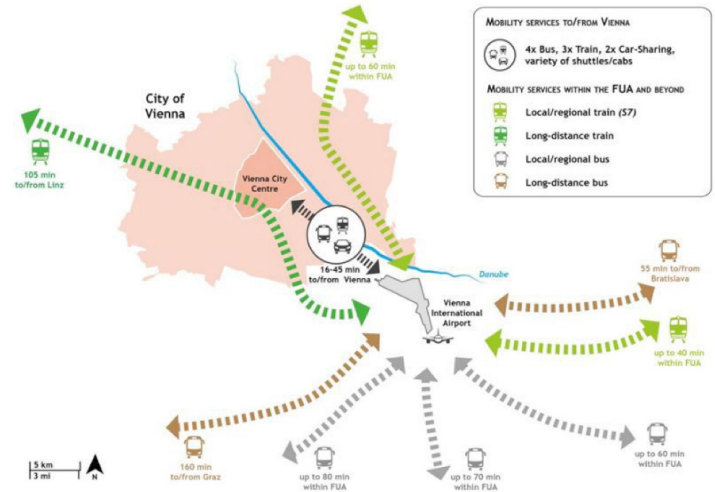 MOBILITY SERVICES TO/FROM VIENNA
4x Bus, 3x Train, 2x Car-Sharing,
variety of shuttles/cabs
MOBILITY SERVICES WITHIN THE FUA AND BEYOND
Local/regional train (S7)
Long-distance train
Local/regional bus
Long-distance bus
up to 60 min
within FUA
City of
Vienna
105 min
to/from Linz
Vienna City
Centre
16-45 min
to/from Vienna
Danube
55 min to/from
Bratislava
Vienna
International
Airport
up to 40 min
within FUA
up to 60 min
within FUA
160 min
to/from Graz
up to 80 min
within FUA
up to 70 min
within FUA
5 km
3 mi
N